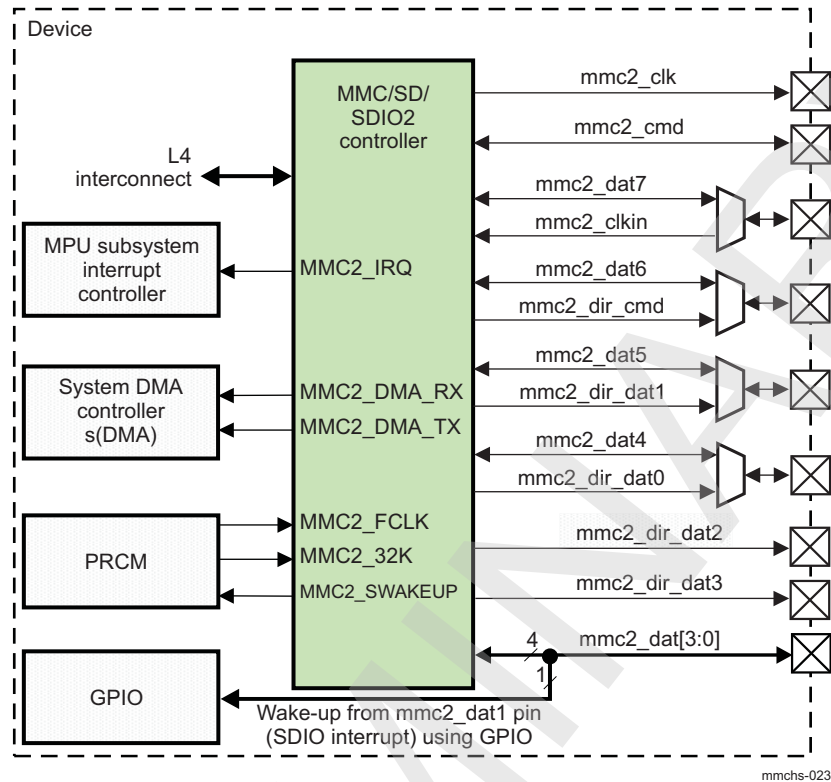 Device
MMC/SD/
SDIO2
controller
L4
interconnect
MPU subsystem
interrupt
controller
System DMA
controller
s(DMA)
PRCM
GPIO
MMC2_IRQ
MMC2_DMA_RX
MMC2_DMA_TX
MMC2_FCLK
MMC2_32K
MMC2_SWAKEUP
mmc2_clk
mmc2_cmd
mmc2_dat7
mmc2_clkin
mmc2_dat6
mmc2_dir_cmd
mmc2_dat5
mmc2_dir_dat1
mmc2_dat4
mmc2_dir_dat0
mmc2_dir_dat2
mmc2_dir_dat3
4
mmc2_dat[3:0]
1
Wake-up from mmc2_dat1 pin
(SDIO interrupt) using GPIO
mmchs-023